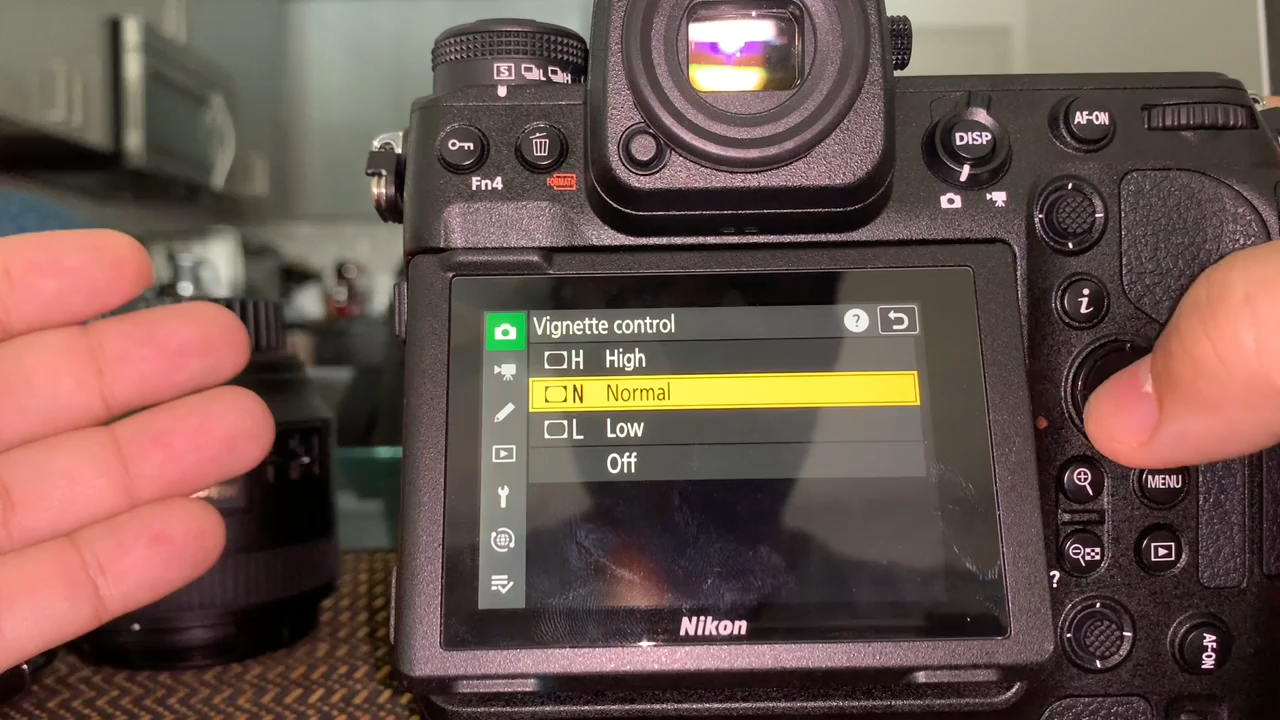 S L H
DISP
AF-ON
Fn4
FORMAT
i
Vignette control ?
H High
N Normal
L Low
Off
MENU
?
Nikon
AF-ON